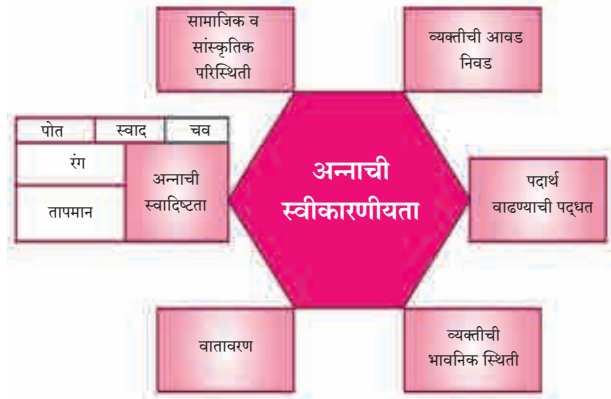 सामाजिक व
सांस्कृतिक
परिस्थिती
व्यक्तीची आवड
निवड
पोत
स्वाद
चव
रंग
तापमान
अन्नाची
स्वादिष्टता
अन्नाची
स्वीकारणीयता
पदार्थ
वाढण्याची पद्धत
वातावरण
व्यक्तीची
भावनिक स्थिती